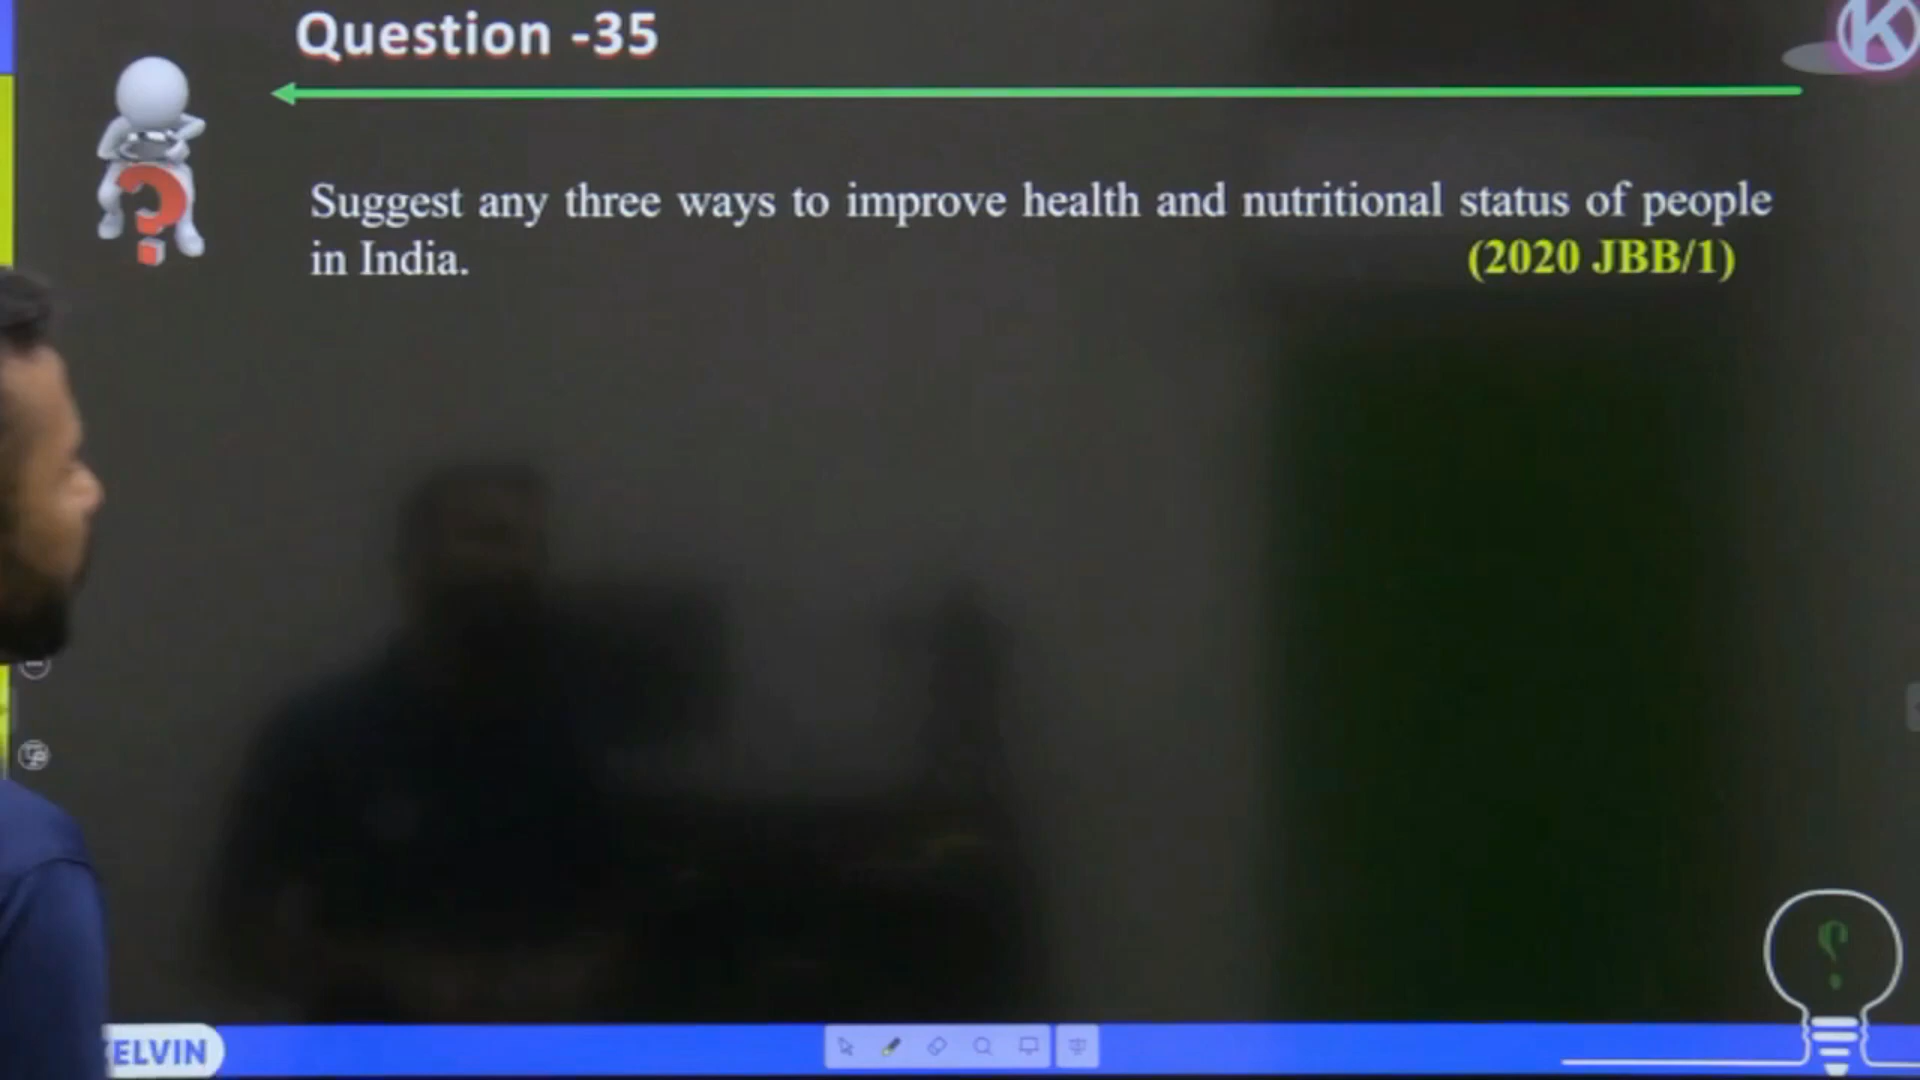 Question -35
K
Suggest any three ways to improve health and nutritional status of people
in India.
(2020 JBB/1)
ELVIN